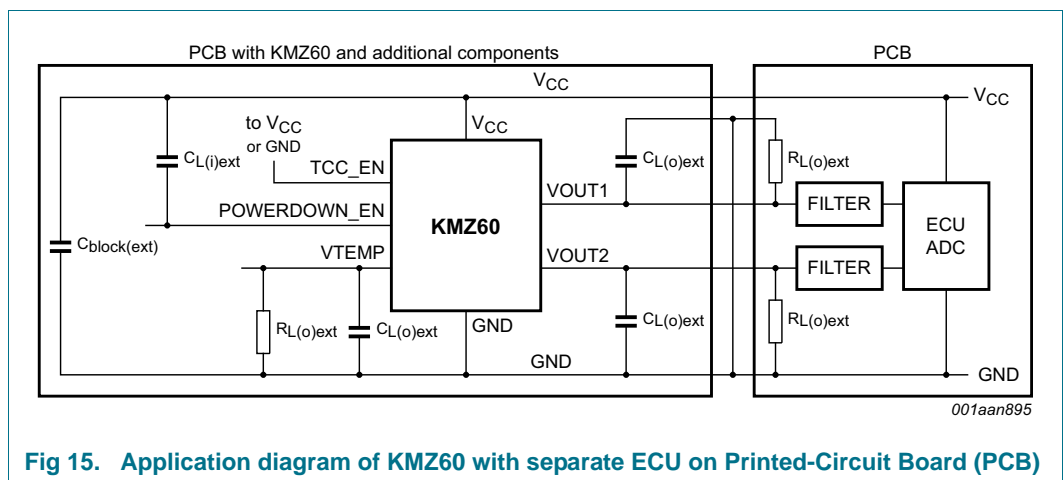 PCB with KMZ60 and additional components
PCB
VCC
VCC
to VCC
or GND
VCC
CL(i)ext
TCC_EN
CL(o)ext
RL(o)ext
VOUT1
FILTER
POWERDOWN_EN
KMZ60
ECU
ADC
Cblock(ext)
VTEMP
VOUT2
FILTER
RL(o)ext
CL(o)ext
GND
CL(o)ext
RL(o)ext
GND
GND
001aan895
Fig 15. Application diagram of KMZ60 with separate ECU on Printed-Circuit Board (PCB)